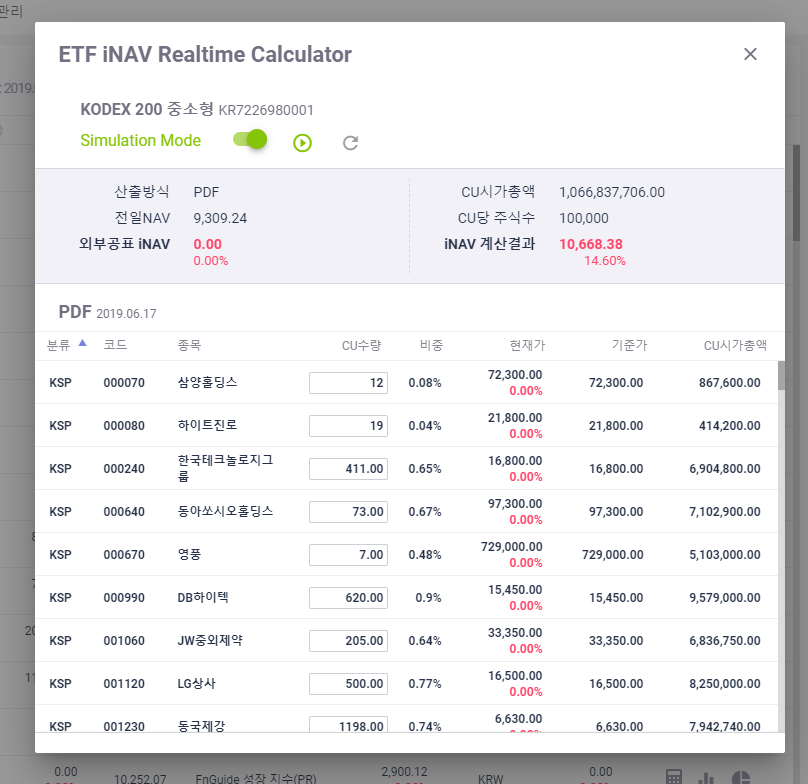 관리
ETF iNAV Realtime Calculator
2019.
KODEX 200 중소형 KR7226980001
Simulation Mode
산출방식 PDF CU시가총액 1,066,837,706.00
전일NAV 9,309.24 CU당 주식수 100,000
외부공표 iNAV 0.00 iNAV 계산결과 10,668.38
0.00% 14.60%
PDF 2019.06.17
분류 코드 종목 CU수량 비중 현재가 기준가 CU시가총액
KSP 000070 삼양홀딩스 12 0.08% 72,300.00 72,300.00 867,600.00
0.00%
KSP 000080 하이트진로 19 0.04% 21,800.00 21,800.00 414,200.00
0.00%
KSP 000240 한국테크놀로지그 411.00 0.65% 16,800.00 16,800.00 6,904,800.00
룹 0.00%
KSP 000640 동아쏘시오홀딩스 73.00 0.67% 97,300.00 97,300.00 7,102,900.00
0.00%
KSP 000670 영풍 7.00 0.48% 729,000.00 729,000.00 5,103,000.00
0.00%
KSP 000990 DB하이텍 620.00 0.9% 15,450.00 15,450.00 9,579,000.00
0.00%
KSP 001060 JW중외제약 205.00 0.64% 33,350.00 33,350.00 6,836,750.00
0.00%
KSP 001120 LG상사 500.00 0.77% 16,500.00 16,500.00 8,250,000.00
0.00%
KSP 001230 동국제강 1198.00 0.74% 6,630.00 6,630.00 7,942,740.00
0.00%
0.00 10,252.07 FnGuide 성장 지수(PR) 2,900.12 KRW 0.00